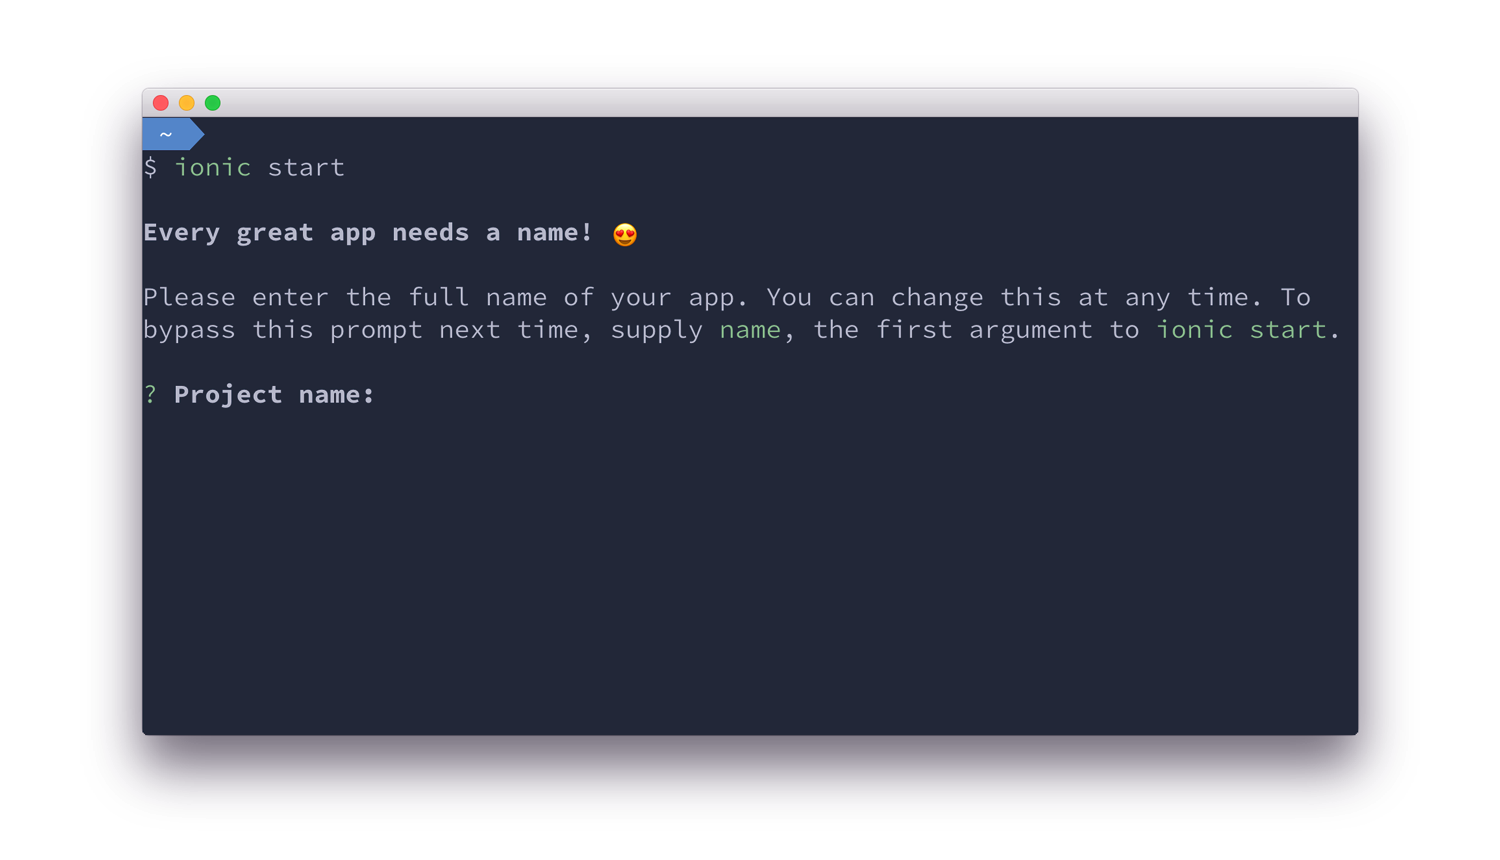 ~
$ ionic start
Every great app needs a name! 😍
Please enter the full name of your app. You can change this at any time. To
bypass this prompt next time, supply name, the first argument to ionic start.
? Project name: